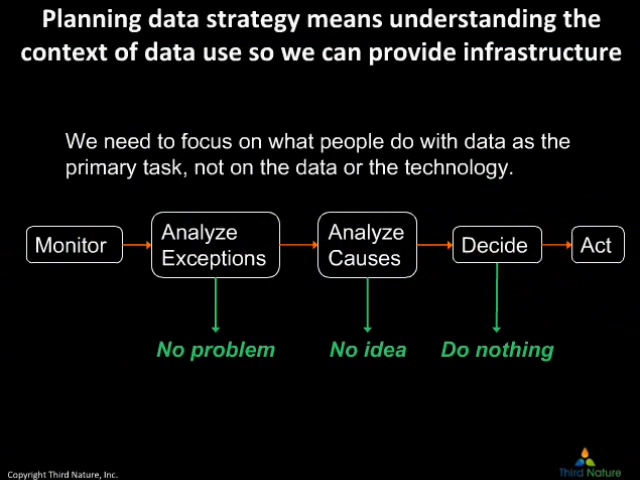 Planning data strategy means understanding the
context of data use so we can provide infrastructure
We need to focus on what people do with data as the
primary task, not on the data or the technology.
Monitor
Analyze
Exceptions
Analyze
Causes
Decide
Act
No problem
No idea
Do nothing
Copyright Third Nature, Inc.
Third Nature